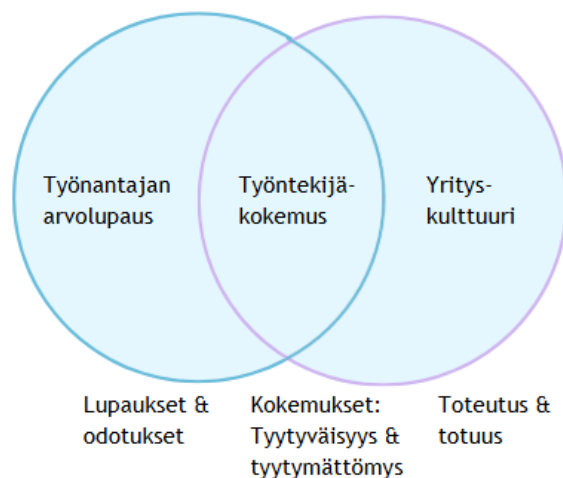 Työnantajan
arvolupaus
Työntekijä-
kokemus
Yritys-
kulttuuri
Lupaukset &
odotukset
Kokemukset:
Tyytyväisyys &
tyytymättömys
Toteutus &
totuus